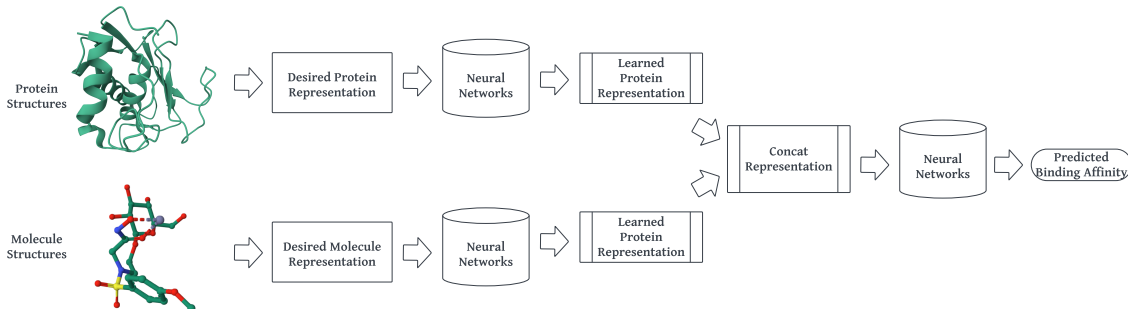 Protein
Structures
Desired Protein
Representation
Neural
Networks
Learned
Protein
Representation
Concat
Representation
Neural
Networks
Predicted
Binding Affinity
Molecule
Structures
Desired Molecule
Representation
Neural
Networks
Learned
Protein
Representation